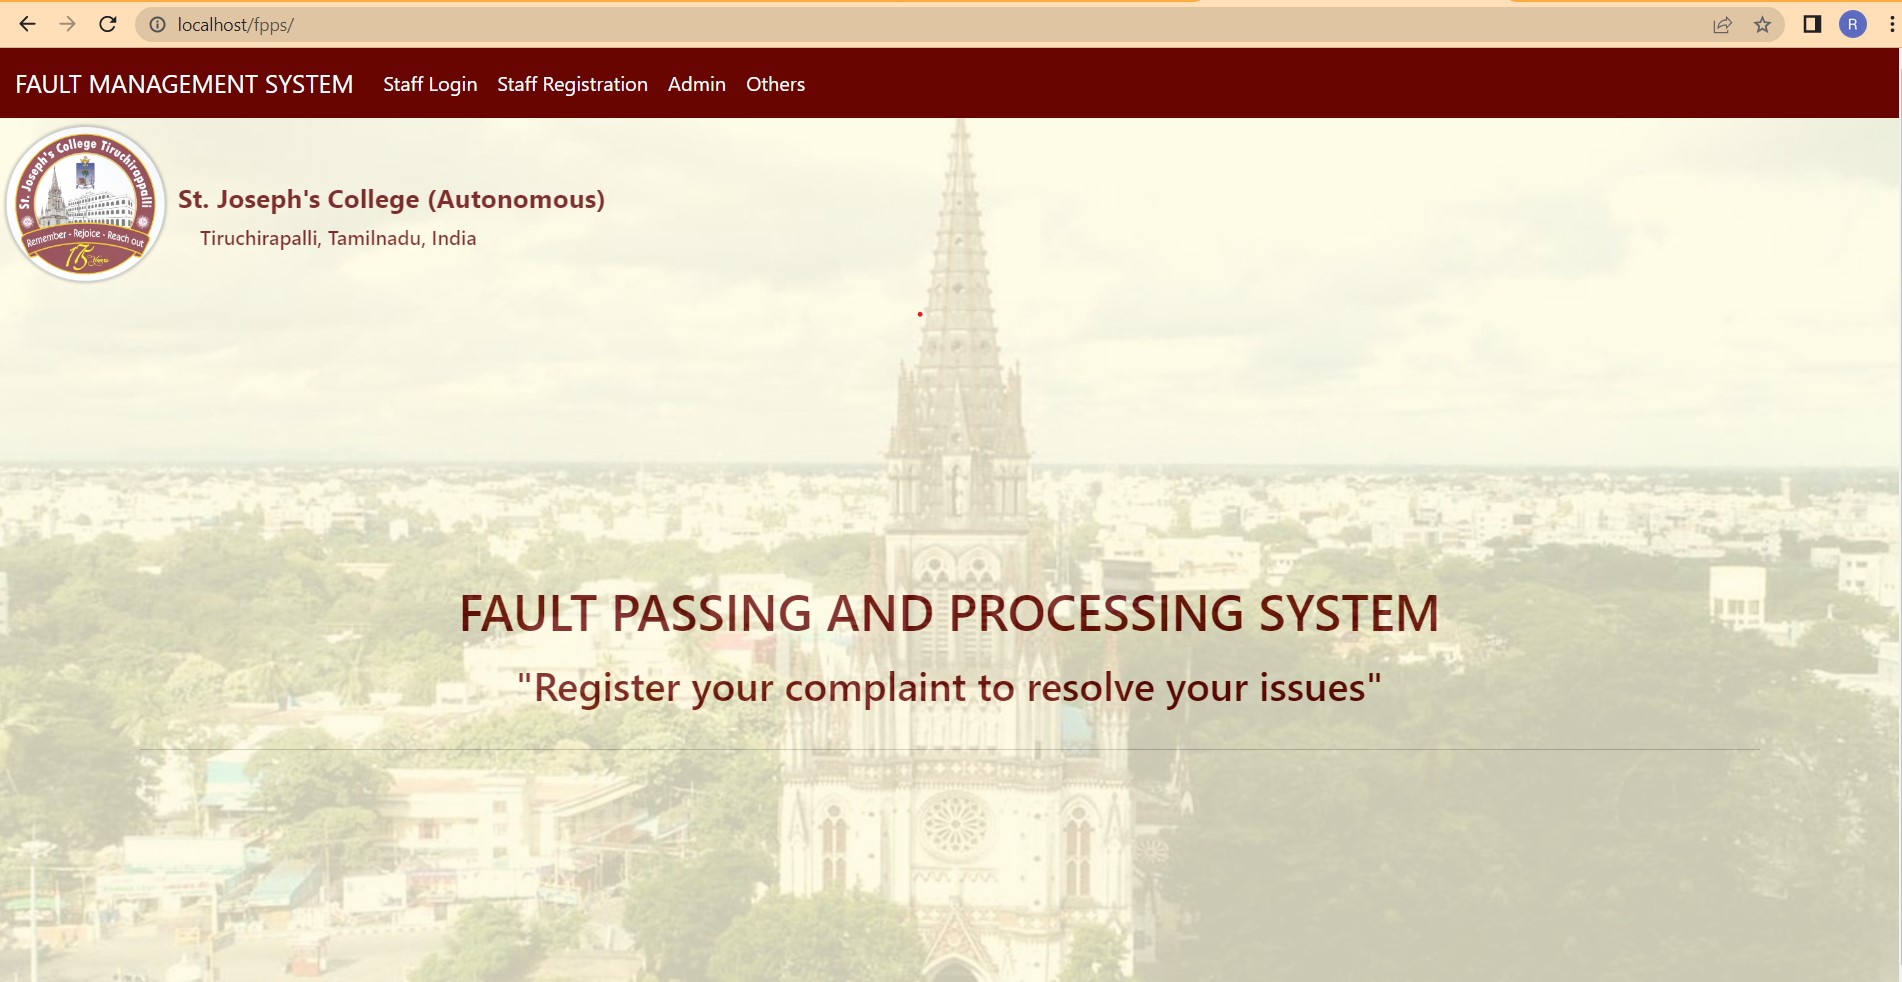 localhost/fpps/
R
FAULT MANAGEMENT SYSTEM Staff Login Staff Registration Admin Others
St. Joseph's College Tiruchirappalli
Remember - Rejoice - Reach out
175
St. Joseph's College (Autonomous)
Tiruchirapalli, Tamilnadu, India
FAULT PASSING AND PROCESSING SYSTEM
"Register your complaint to resolve your issues"